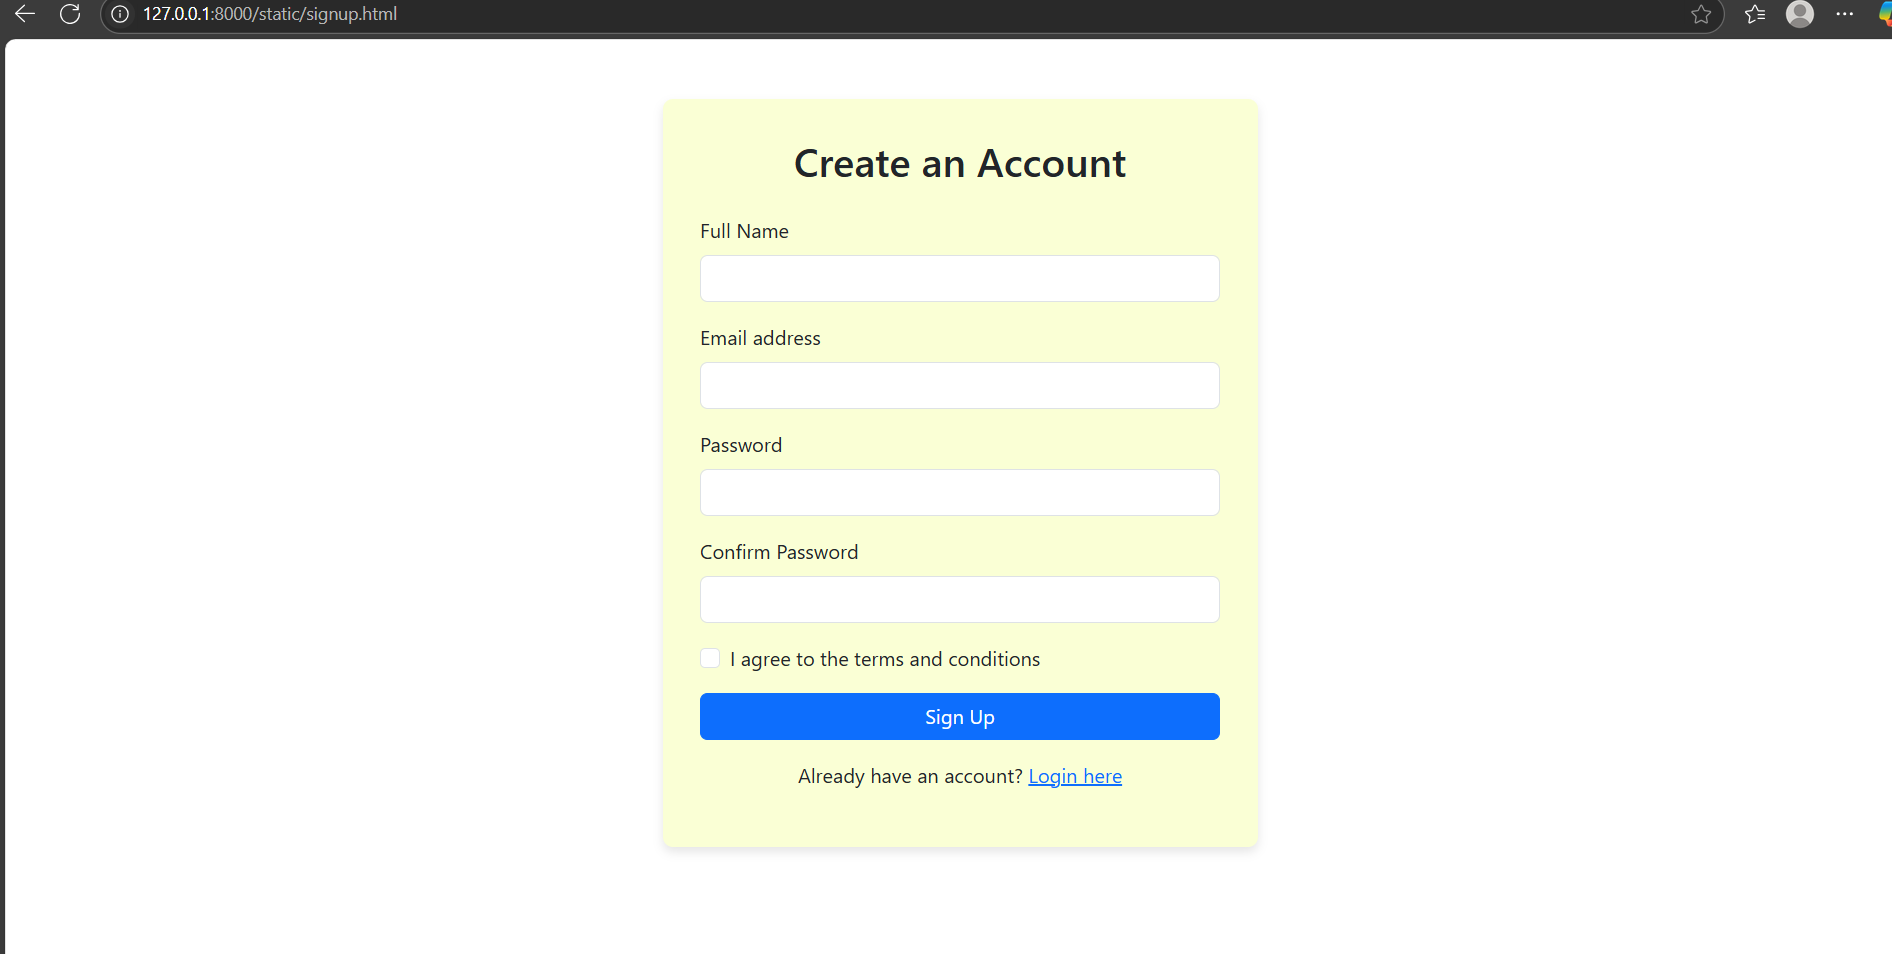 127.0.0.1:8000/static/signup.html
Create an Account
Full Name
Email address
Password
Confirm Password
I agree to the terms and conditions
Sign Up
Already have an account? Login here